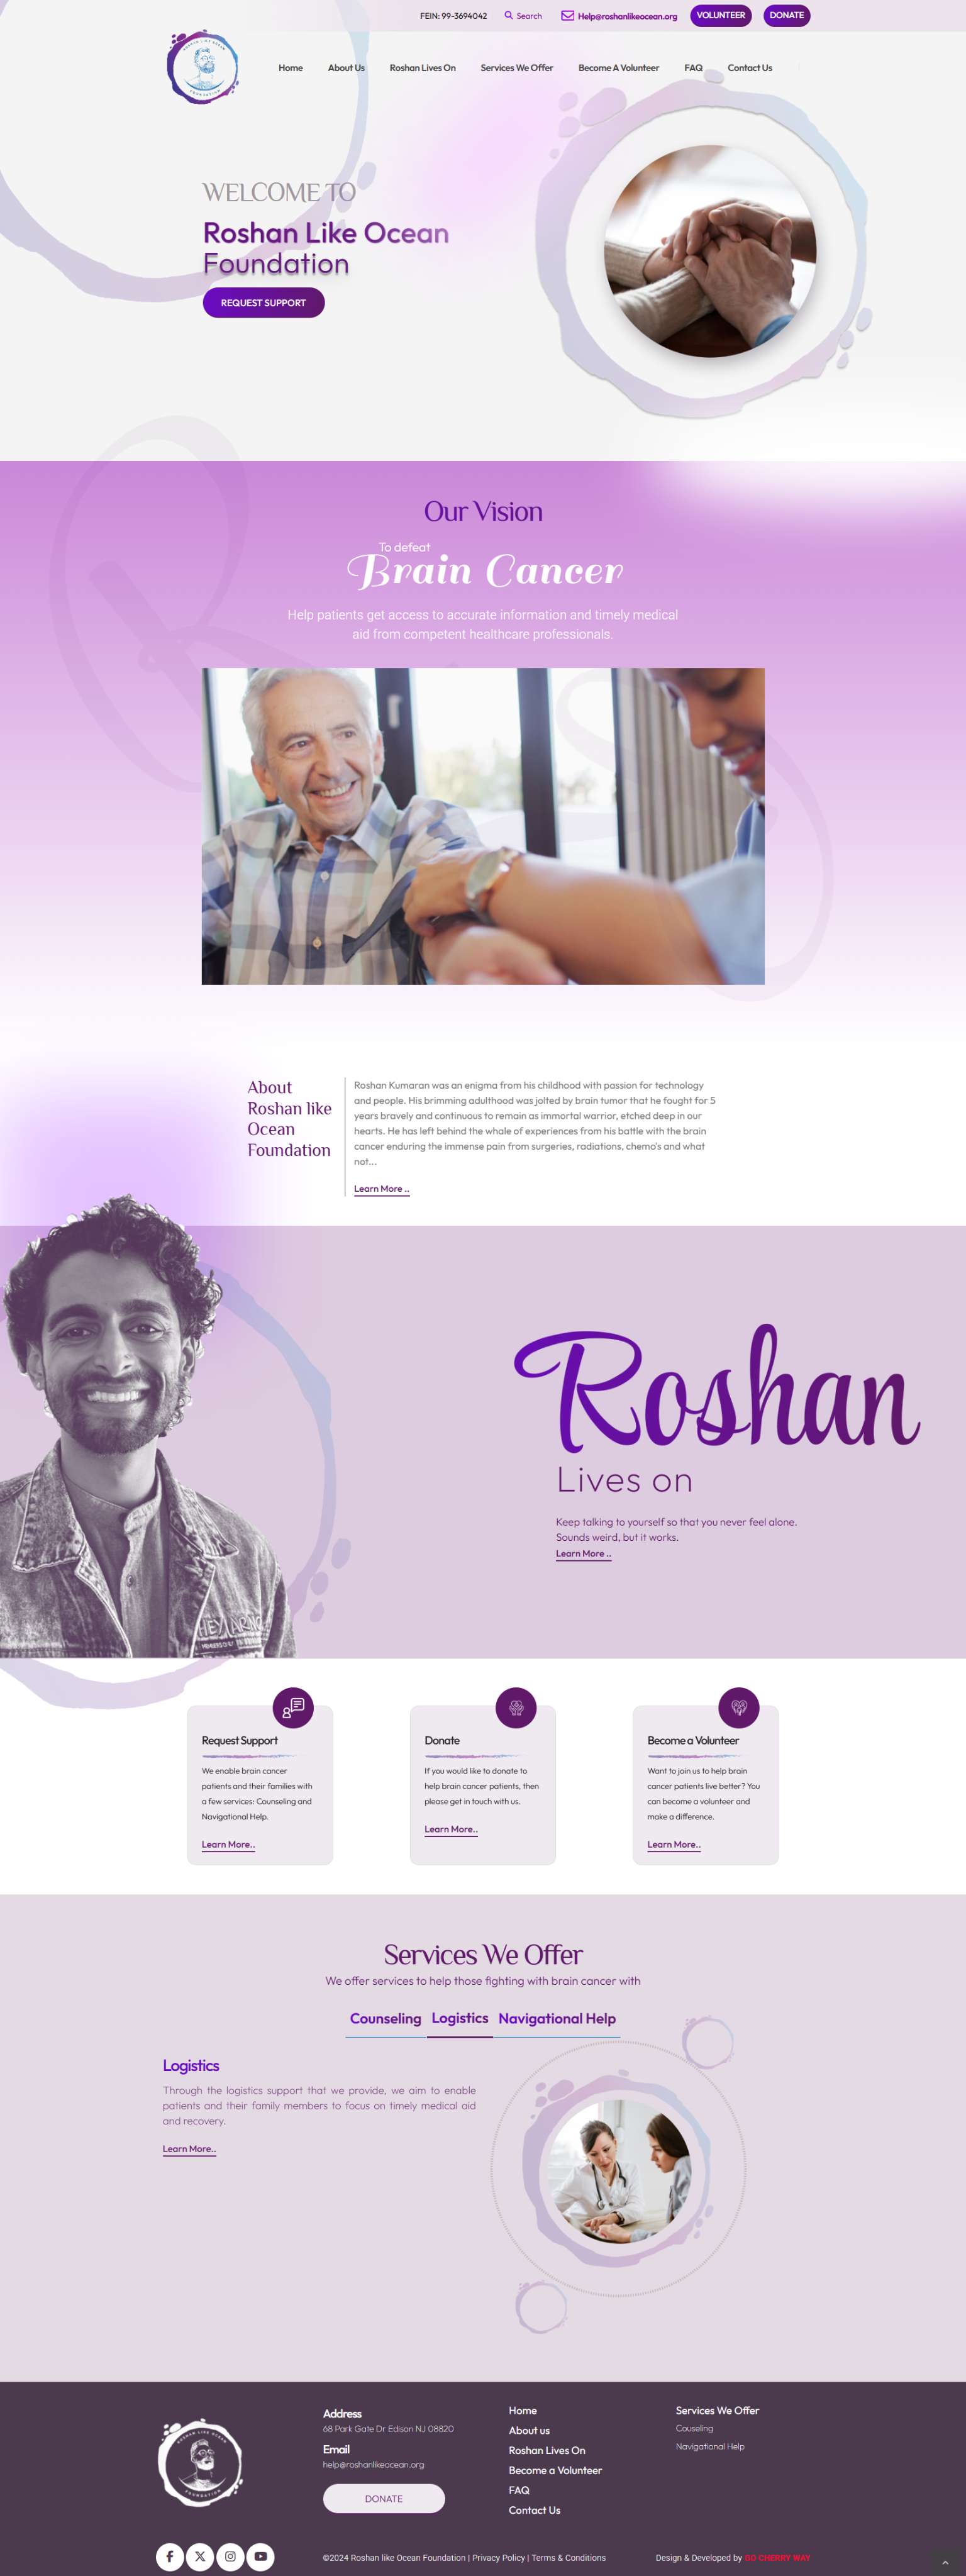 FEIN: 99-3694042
Search
Help@roshanlikeocean.org
VOLUNTEER
DONATE
Home
About Us
Roshan Lives On
Services We Offer
Become A Volunteer
FAQ
Contact Us
WELCOME TO
Roshan Like Ocean
Foundation
REQUEST SUPPORT
Our Vision
To defeat
Brain Cancer
Help patients get access to accurate information and timely medical
aid from competent healthcare professionals.
About
Roshan like
Ocean
Foundation
Roshan Kumaran was an enigma from his childhood with passion for technology
and people. His brimming adulthood was jolted by brain tumor that he fought for 5
years bravely and continuous to remain as immortal warrior, etched deep in our
hearts. He has left behind the whale of experiences from his battle with the brain
cancer enduring the immense pain from surgeries, radiations, chemo's and what
not...
Learn More ..
HEY ARNO
Roshan
Lives on
Keep talking to yourself so that you never feel alone.
Sounds weird, but it works.
Learn More ..
Request Support
We enable brain cancer
patients and their families with
a few services: Counseling and
Navigational Help.
Learn More..
Donate
If you would like to donate to
help brain cancer patients, then
please get in touch with us.
Learn More..
Become a Volunteer
Want to join us to help brain
cancer patients live better? You
can become a volunteer and
make a difference.
Learn More..
Services We Offer
We offer services to help those fighting with brain cancer with
Counseling
Logistics
Navigational Help
Logistics
Through the logistics support that we provide, we aim to enable
patients and their family members to focus on timely medical aid
and recovery.
Learn More..
ROSHAN LIKE OCEAN
FOUNDATION
Address
68 Park Gate Dr Edison NJ 08820
Email
help@roshanlikeocean.org
DONATE
Home
About us
Roshan Lives On
Become a Volunteer
FAQ
Contact Us
Services We Offer
Couseling
Navigational Help
©2024 Roshan like Ocean Foundation | Privacy Policy | Terms & Conditions
Design & Developed by GO CHERRY WAY